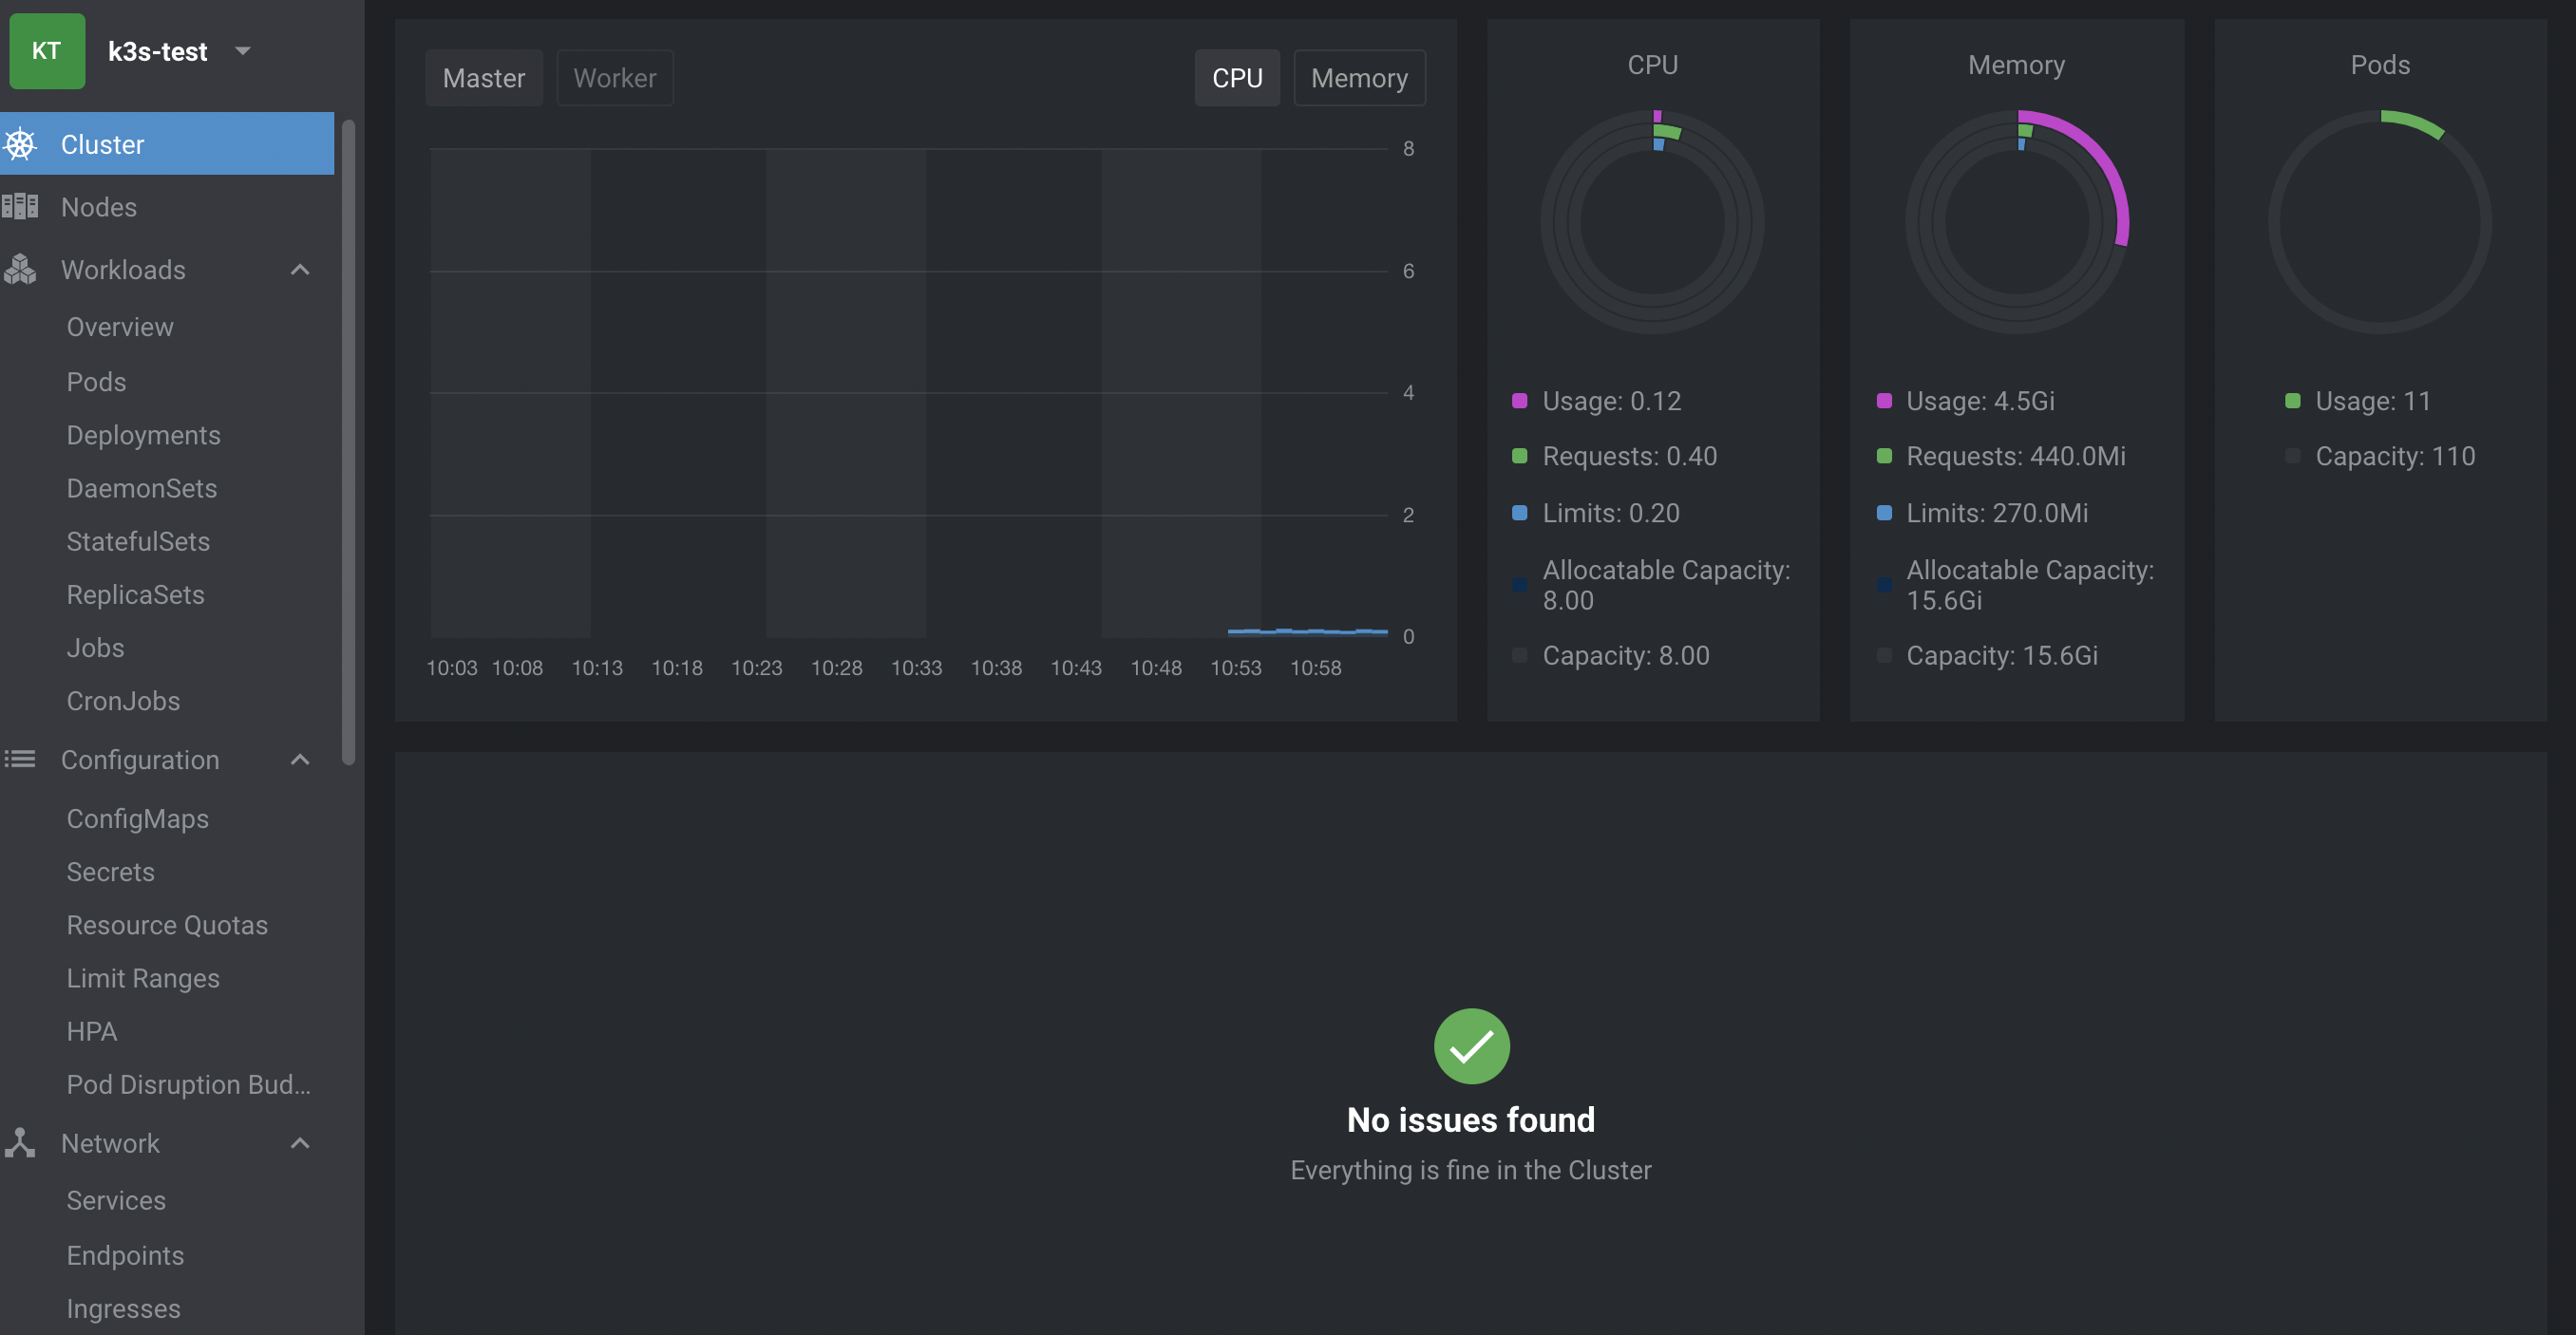 KT
k3s-test
Cluster
Nodes
Workloads
Overview
Pods
Deployments
DaemonSets
StatefulSets
ReplicaSets
Jobs
CronJobs
Configuration
ConfigMaps
Secrets
Resource Quotas
Limit Ranges
HPA
Pod Disruption Bud...
Network
Services
Endpoints
Ingresses
Master
Worker
CPU
Memory
8
6
4
2
0
10:03 10:08 10:13 10:18 10:23 10:28 10:33 10:38 10:43 10:48 10:53 10:58
CPU
Usage: 0.12
Requests: 0.40
Limits: 0.20
Allocatable Capacity:
8.00
Capacity: 8.00
Memory
Usage: 4.5Gi
Requests: 440.0Mi
Limits: 270.0Mi
Allocatable Capacity:
15.6Gi
Capacity: 15.6Gi
Pods
Usage: 11
Capacity: 110
No issues found
Everything is fine in the Cluster